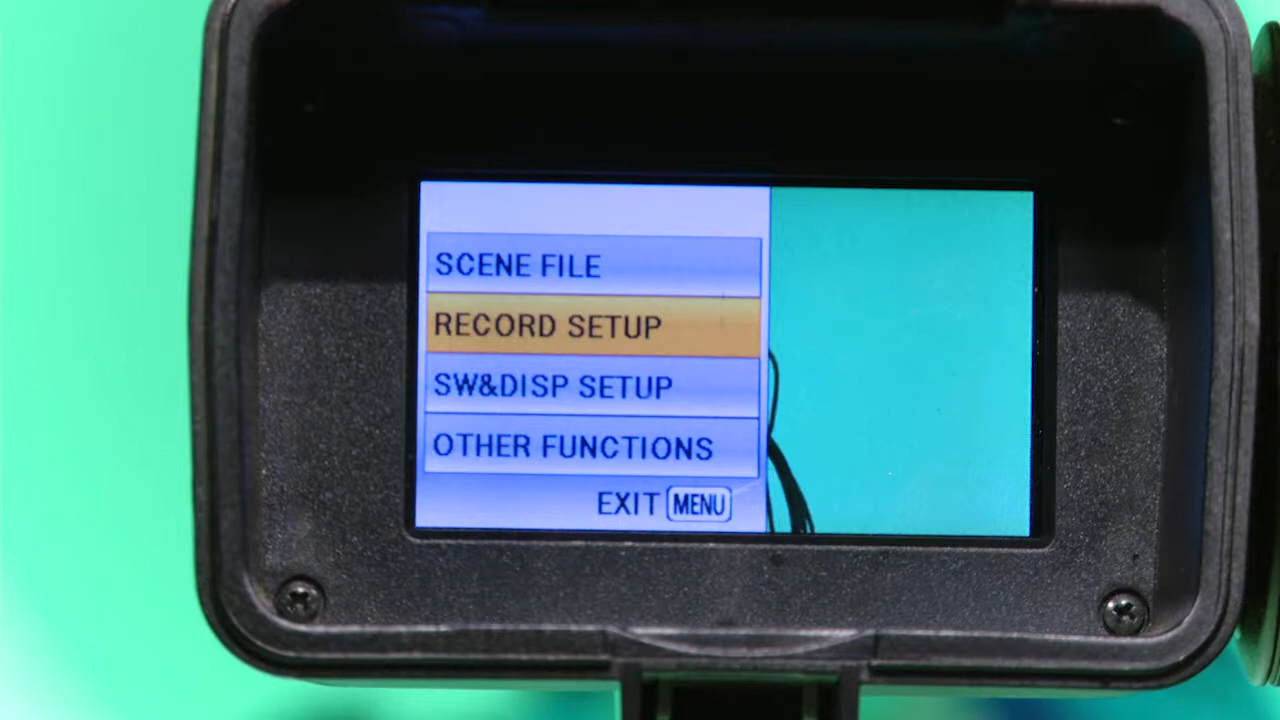 SCENE FILE
RECORD SETUP
SW&DISP SETUP
OTHER FUNCTIONS
EXIT MENU